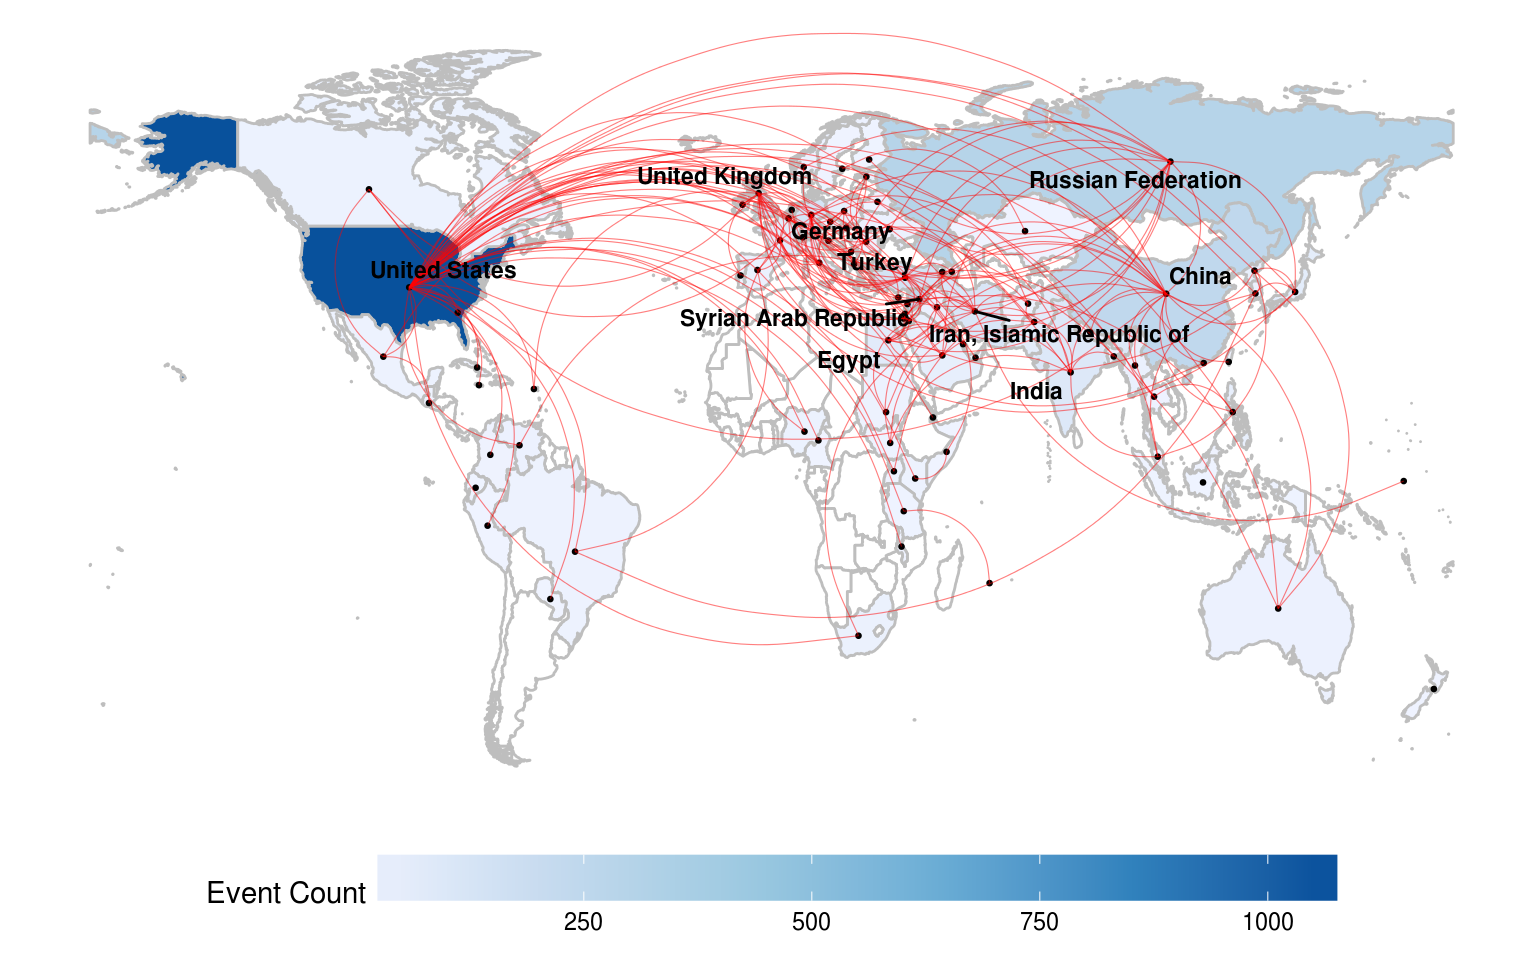 United Kingdom
Russian Federation
Germany
Turkey
United States
China
Syrian Arab Republic
Iran, Islamic Republic of
Egypt
India
Event Count
250
500
750
1000